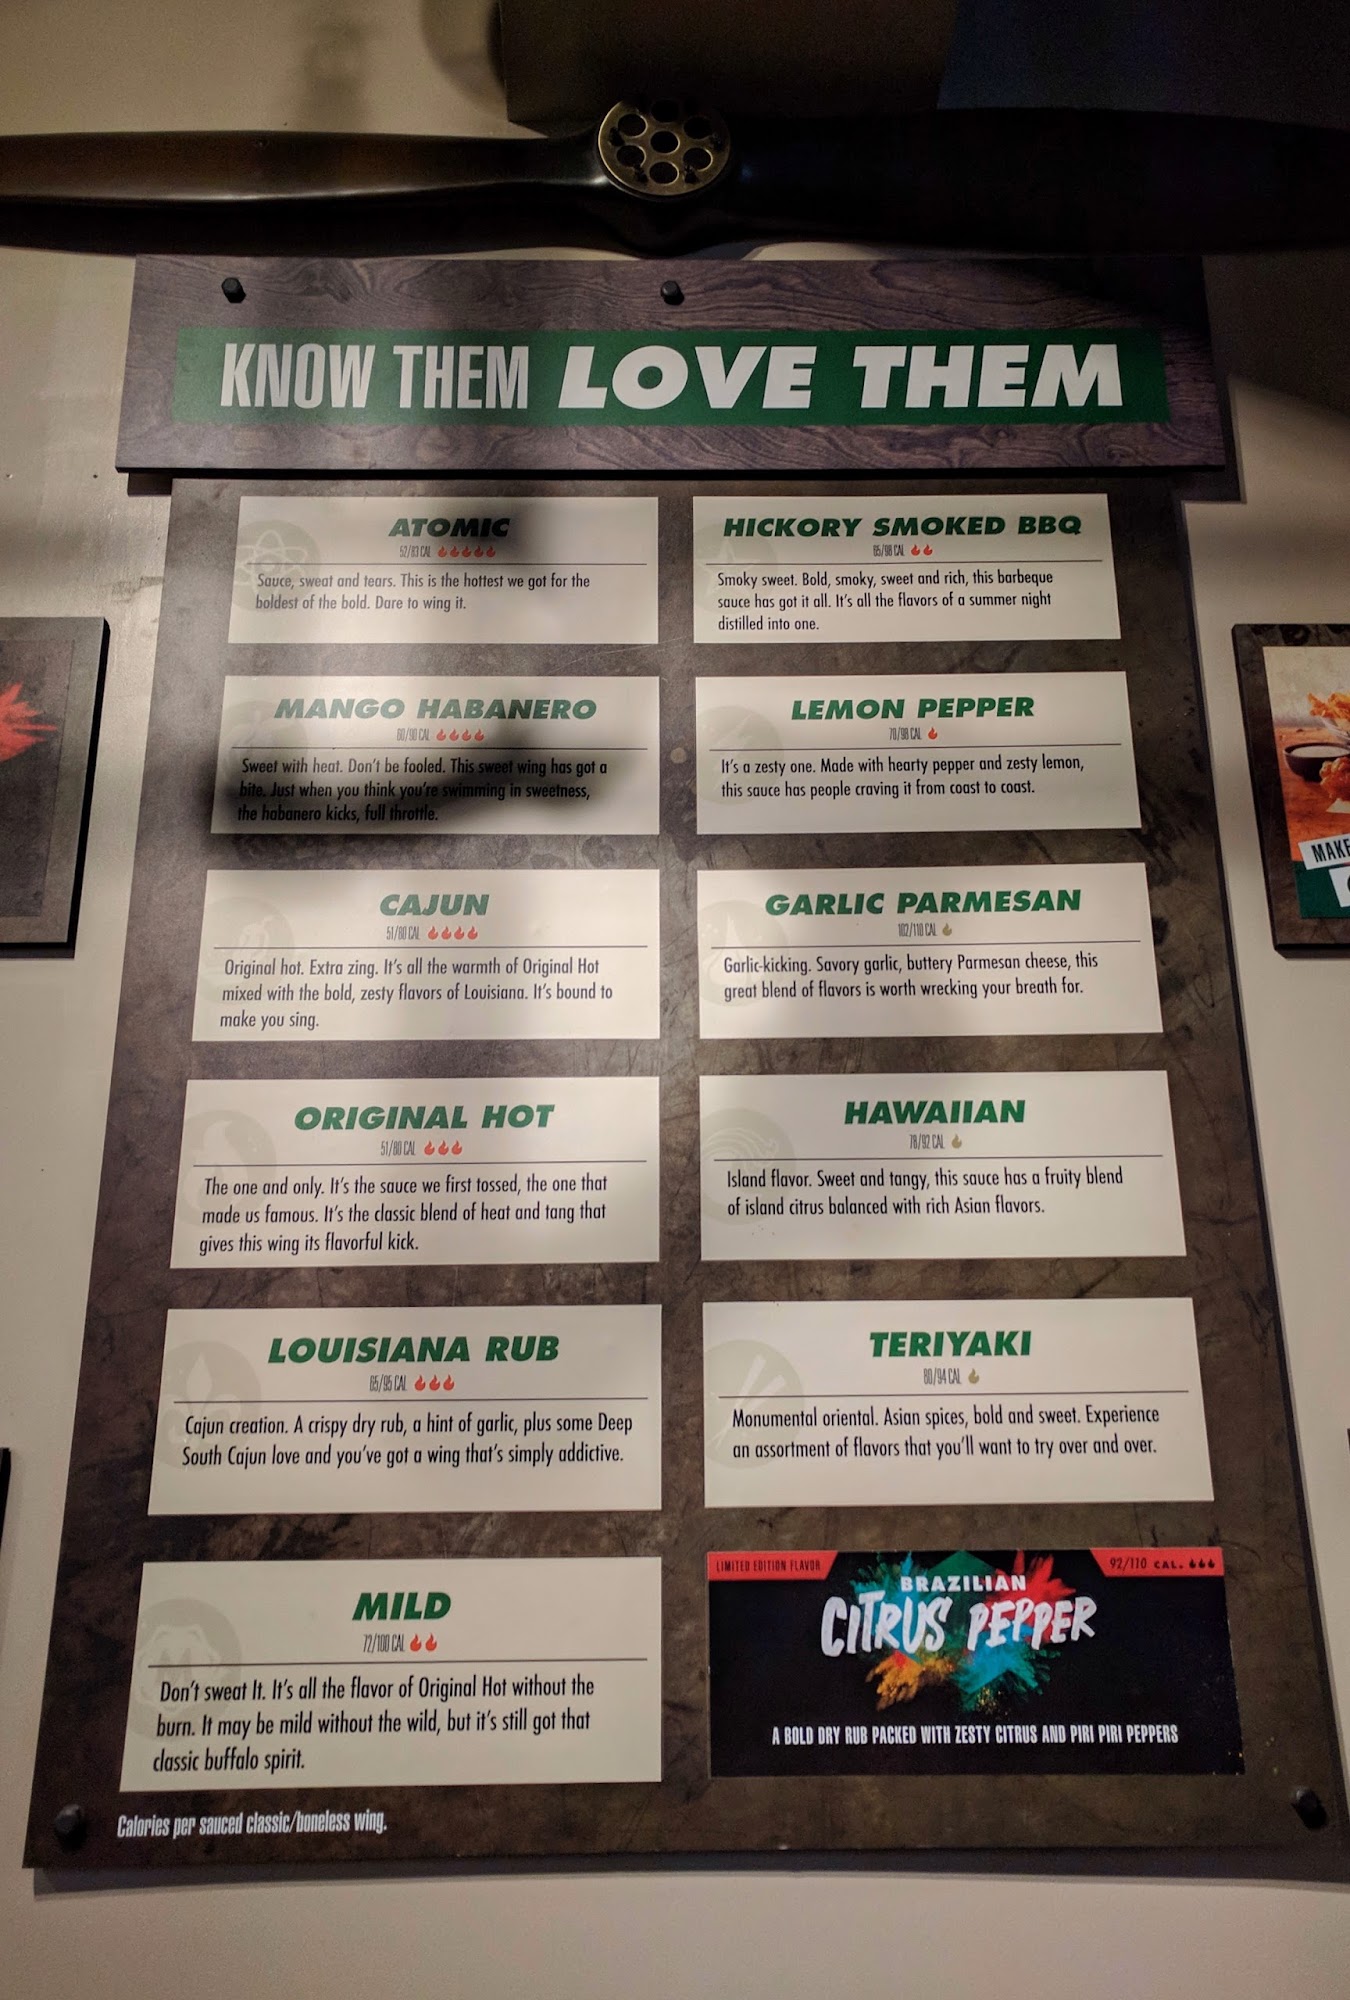 KNOW THEM LOVE THEM
ATOMIC
52/83 CAL
Sauce, sweat and tears. This is the hottest we got for the
boldest of the bold. Dare to wing it.
MANGO HABANERO
60/90 CAL
Sweet with heat. Don't be fooled. This sweet wing has got a
bite. Just when you think you're swimming in sweetness,
the habanero kicks, full throttle.
CAJUN
51/80 CAL
Original hot. Extra zing. It's all the warmth of Original Hot
mixed with the bold, zesty flavors of Louisiana. It's bound to
make you sing.
ORIGINAL HOT
51/80 CAL
The one and only. It's the sauce we first tossed, the one that
made us famous. It's the classic blend of heat and tang that
gives this wing its flavorful kick.
LOUISIANA RUB
65/95 CAL
Cajun creation. A crispy dry rub, a hint of garlic, plus some Deep
South Cajun love and you've got a wing that's simply addictive.
MILD
72/100 CAL
Don't sweat It. It's all the flavor of Original Hot without the
burn. It may be mild without the wild, but it's still got that
classic buffalo spirit.
HICKORY SMOKED BBQ
65/98 CAL
Smoky sweet. Bold, smoky, sweet and rich, this barbeque
sauce has got it all. It's all the flavors of a summer night
distilled into one.
LEMON PEPPER
78/98 CAL
It's a zesty one. Made with hearty pepper and zesty lemon,
this sauce has people craving it from coast to coast.
GARLIC PARMESAN
102/110 CAL
Garlic-kicking. Savory garlic, buttery Parmesan cheese, this
great blend of flavors is worth wrecking your breath for.
HAWAIIAN
78/92 CAL
Island flavor. Sweet and tangy, this sauce has a fruity blend
of island citrus balanced with rich Asian flavors.
TERIYAKI
80/94 CAL
Monumental oriental. Asian spices, bold and sweet. Experience
an assortment of flavors that you'll want to try over and over.
LIMITED EDITION FLAVOR
92/110 CAL.
BRAZILIAN
CITRUS PEPPER
A BOLD DRY RUB PACKED WITH ZESTY CITRUS AND PIRI PIRI PEPPERS
Calories per sauced classic/boneless wing.
MAKE